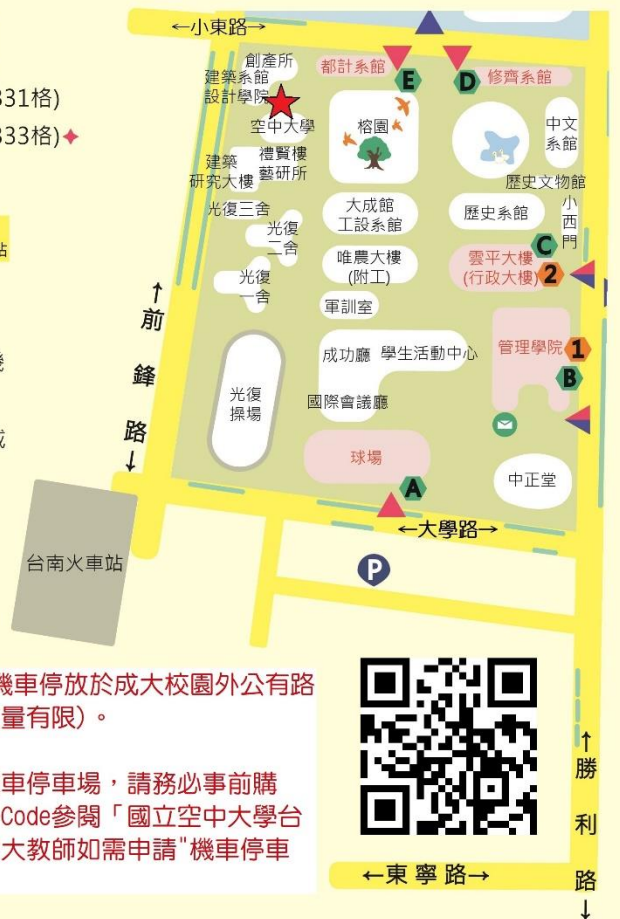 ←小東路→
331格)
333格)
站
創產所
建築系館
設計學院
空中大學
都計系館
E
D
修齊系館
榕園
中文
系館
建築
研究大樓
禮賢樓
藝研所
歷史文物館
光復三舍
大成館
工設系館
歷史系館
小西門
光復
二舍
C
唯農大樓
(附工)
雲平大樓
(行政大樓)
2
光復
一舍
軍訓室
↑前鋒路↓
成功廳
學生活動中心
管理學院
1
B
國際會議廳
光復
操場
球場
A
中正堂
←大學路→
台南火車站
P
機車停放於成大校園外公有路
量有限)。
車停車場,請務必事前購
Code參閱「國立空中大學台
大教師如需申請"機車停車
↑勝利路↓
←東寧路→